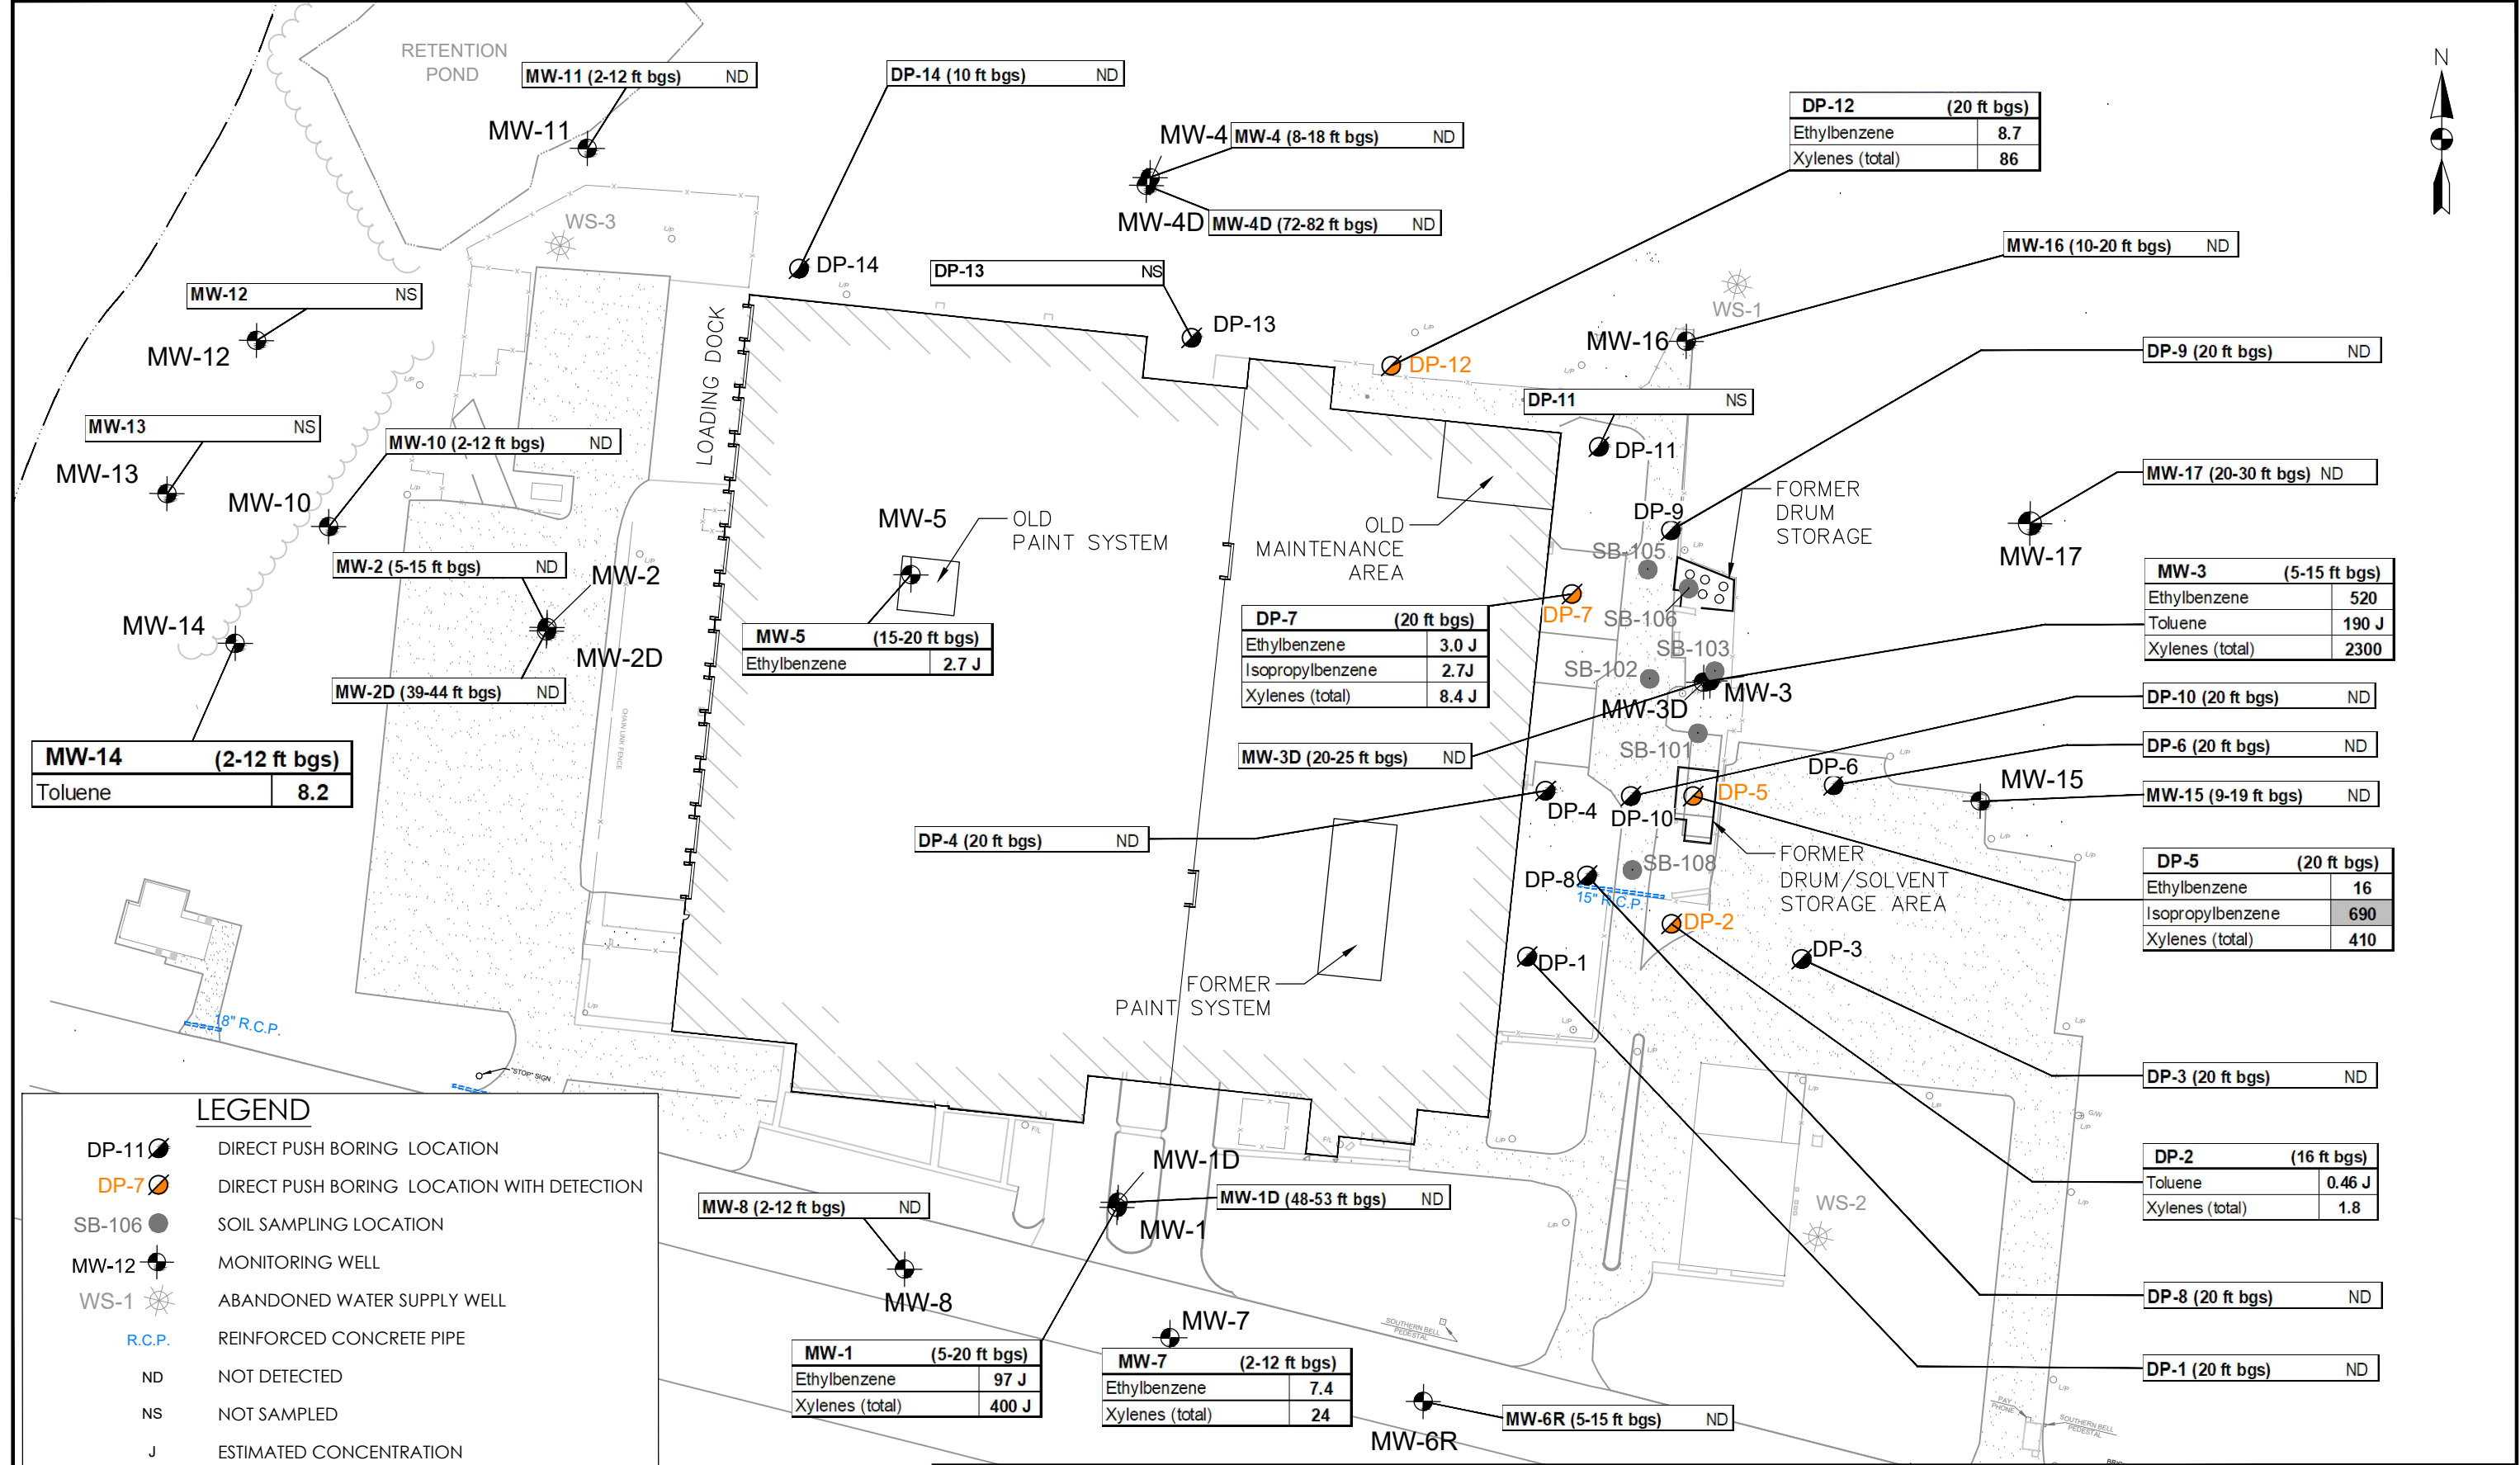 RETENTION
POND
MW-11 (2-12 ft bgs) ND
MW-11
DP-14 (10 ft bgs) ND
DP-14
MW-4
MW-4 (8-18 ft bgs) ND
MW-4D
MW-4D (72-82 ft bgs) ND
DP-12 (20 ft bgs)
Ethylbenzene 8.7
Xylenes (total) 86
N
WS-3
L/P
DP-13 NS
DP-13
L/P
MW-16 (10-20 ft bgs) ND
WS-1
MW-16
MW-12 NS
MW-12
LOADING DOCK
L/P
DP-12
L/P
L/P
DP-9 (20 ft bgs) ND
DP-11 NS
DP-11
MW-13 NS
MW-13
MW-10 (2-12 ft bgs) ND
MW-10
L/P
MW-17 (20-30 ft bgs) ND
MW-17
FORMER
DRUM
STORAGE
DP-9
L/P
MW-5
OLD
PAINT SYSTEM
OLD
MAINTENANCE
AREA
SB-105
SB-106
MW-2 (5-15 ft bgs) ND
MW-2
L/P
MW-14
MW-2D
MW-2D (39-44 ft bgs) ND
MW-5 (15-20 ft bgs)
Ethylbenzene 2.7 J
DP-7 (20 ft bgs)
Ethylbenzene 3.0 J
Isopropylbenzene 2.7J
Xylenes (total) 8.4 J
DP-7
SB-103
SB-102
MW-3 (5-15 ft bgs)
Ethylbenzene 520
Toluene 190 J
Xylenes (total) 2300
MW-3
MW-3D
MW-3D (20-25 ft bgs) ND
SB-101
DP-10 (20 ft bgs) ND
DP-6 (20 ft bgs) ND
MW-15 (9-19 ft bgs) ND
MW-14 (2-12 ft bgs)
Toluene 8.2
CHAIN LINK FENCE
L/P
DP-6
MW-15
DP-5
DP-4
DP-10
L/P
L/P
DP-4 (20 ft bgs) ND
FORMER
DRUM/SOLVENT
STORAGE AREA
DP-5 (20 ft bgs)
Ethylbenzene 16
Isopropylbenzene 690
Xylenes (total) 410
SB-108
DP-8
15" R.C.P.
DP-2
DP-3
DP-1
FORMER
PAINT SYSTEM
L/P
18" R.C.P.
L/P
L/P
"STOP" SIGN
L/P
L/P
L/P
DP-3 (20 ft bgs) ND
G/W
L/P
F/L
F/L
L/P
DP-2 (16 ft bgs)
Toluene 0.46 J
Xylenes (total) 1.8
L/P
WS-2
L/P
MW-1D
MW-1D (48-53 ft bgs) ND
MW-1
MW-8 (2-12 ft bgs) ND
MW-8
DP-8 (20 ft bgs) ND
MW-7
SOUTHERN BELL
PEDESTAL
MW-1 (5-20 ft bgs)
Ethylbenzene 97 J
Xylenes (total) 400 J
MW-7 (2-12 ft bgs)
Ethylbenzene 7.4
Xylenes (total) 24
DP-1 (20 ft bgs) ND
L/P
PAY
PHONE
SOUTHERN BELL
PEDESTAL
MW-6R (5-15 ft bgs) ND
MW-6R
LEGEND
DP-11 DIRECT PUSH BORING LOCATION
DP-7 DIRECT PUSH BORING LOCATION WITH DETECTION
SB-106 SOIL SAMPLING LOCATION
MW-12 MONITORING WELL
WS-1 ABANDONED WATER SUPPLY WELL
R.C.P. REINFORCED CONCRETE PIPE
ND NOT DETECTED
NS NOT SAMPLED
J ESTIMATED CONCENTRATION